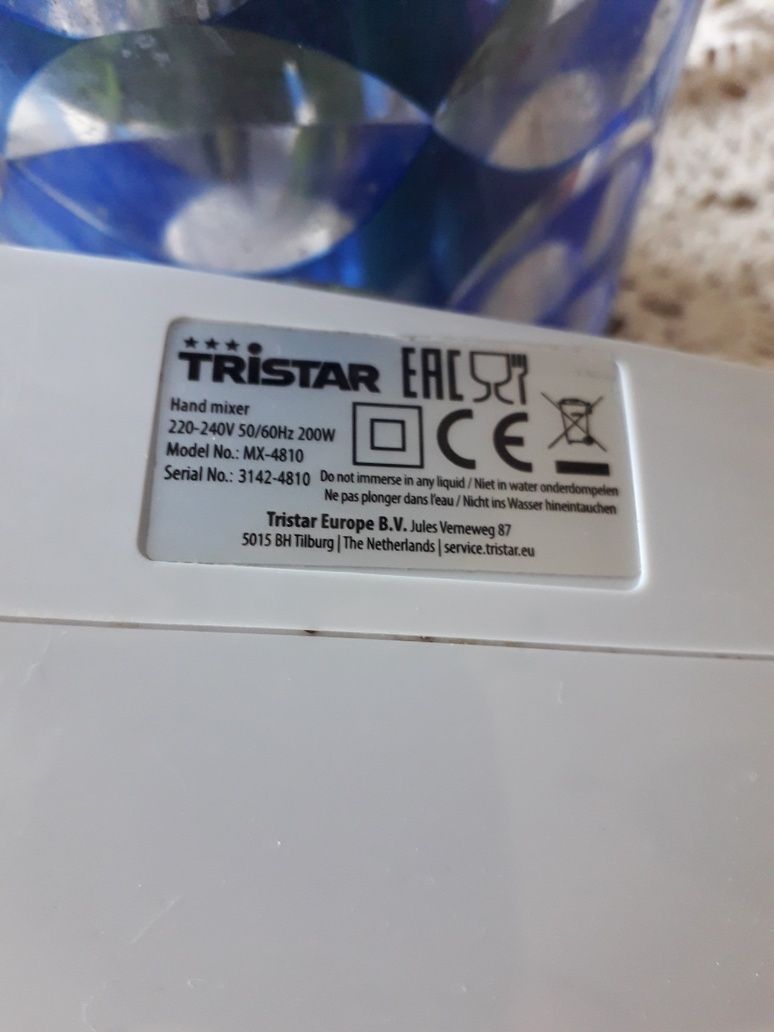 TRiSTAR EAC
Hand mixer
220-240V 50/60Hz 200W
CE
Model No.: MX-4810
Serial No.: 3142-4810
Do not immerse in any liquid / Niet in water onderdompelen
Ne pas plonger dans l'eau / Nicht ins Wasser hineintauchen
Tristar Europe B.V. Jules Verneweg 87
5015 BH Tilburg | The Netherlands | service.tristar.eu